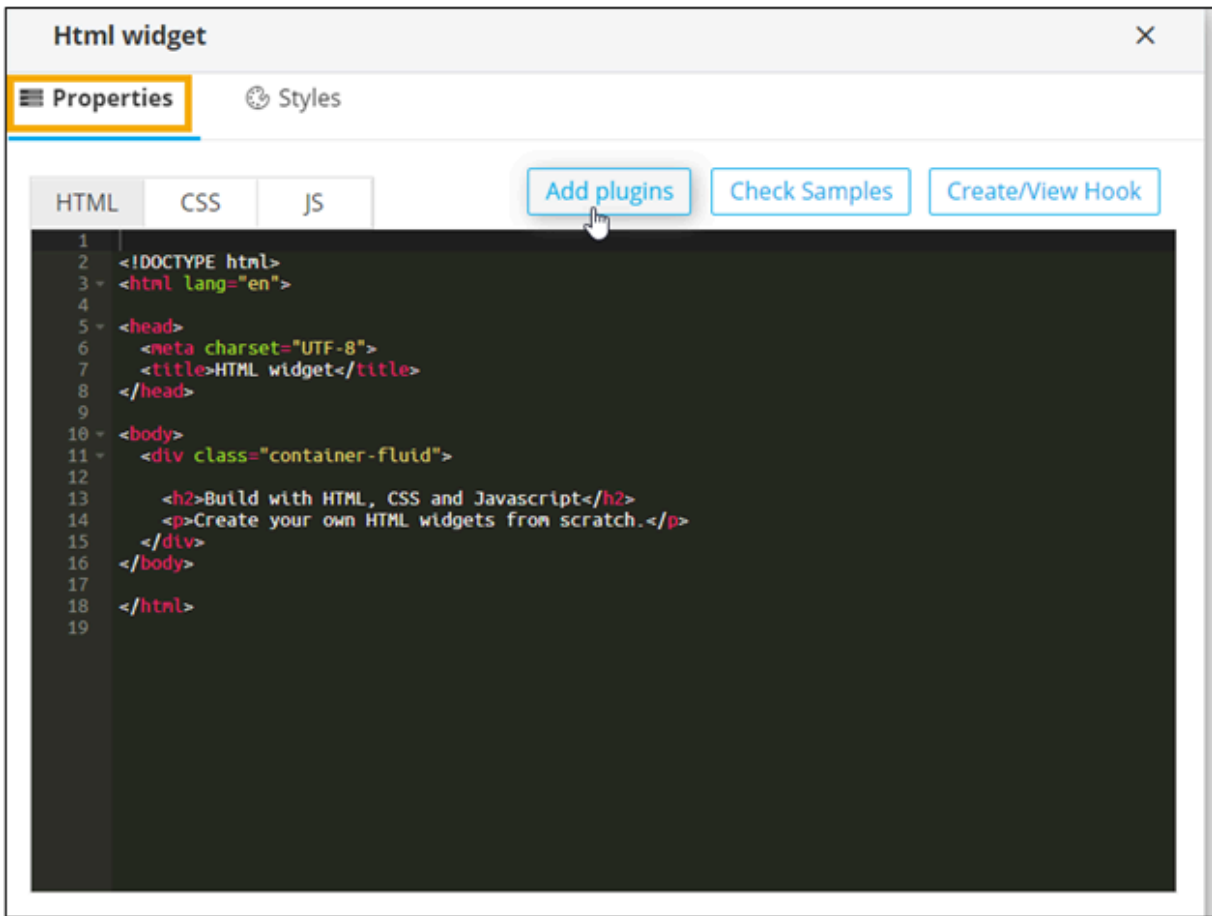 Html widget
Properties Styles
HTML CSS JS Add plugins Check Samples Create/View Hook
1
2 <!DOCTYPE html>
3 <html lang="en">
4
5 <head>
6 <meta charset="UTF-8">
7 <title>HTML widget</title>
8 </head>
9
10 <body>
11 <div class="container-fluid">
12
13 <h2>Build with HTML, CSS and Javascript</h2>
14 <p>Create your own HTML widgets from scratch.</p>
15 </div>
16 </body>
17
18 </html>
19